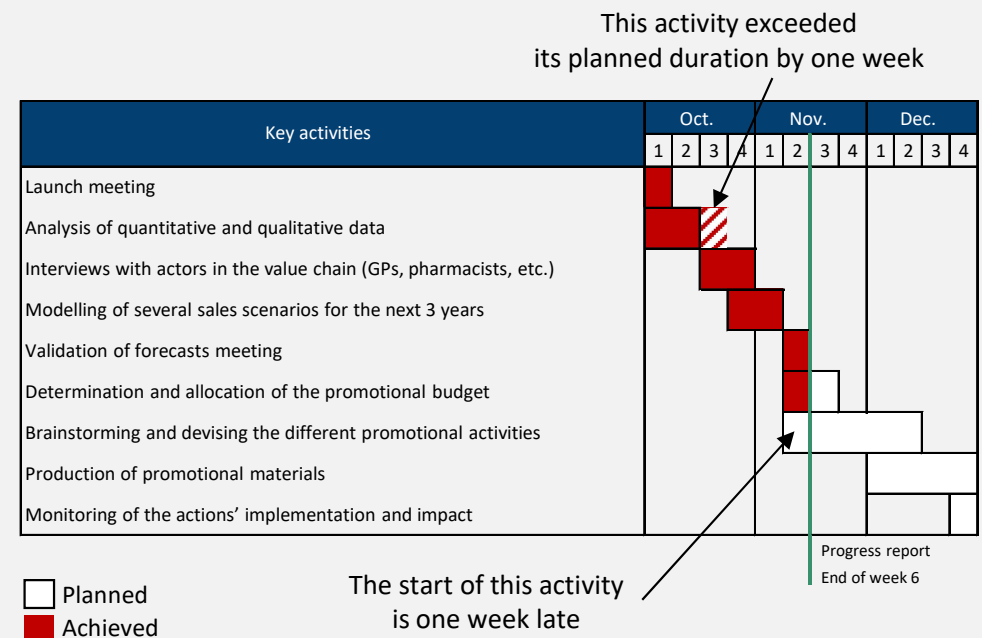 This activity exceeded
its planned duration by one week
Key activities
Oct. Nov. Dec.
1 2 3 4 1 2 3 4 1 2 3 4
Launch meeting
Analysis of quantitative and qualitative data
Interviews with actors in the value chain (GPs, pharmacists, etc.)
Modelling of several sales scenarios for the next 3 years
Validation of forecasts meeting
Determination and allocation of the promotional budget
Brainstorming and devising the different promotional activities
Production of promotional materials
Monitoring of the actions’ implementation and impact
Progress report
End of week 6
The start of this activity
is one week late
Planned
Achieved